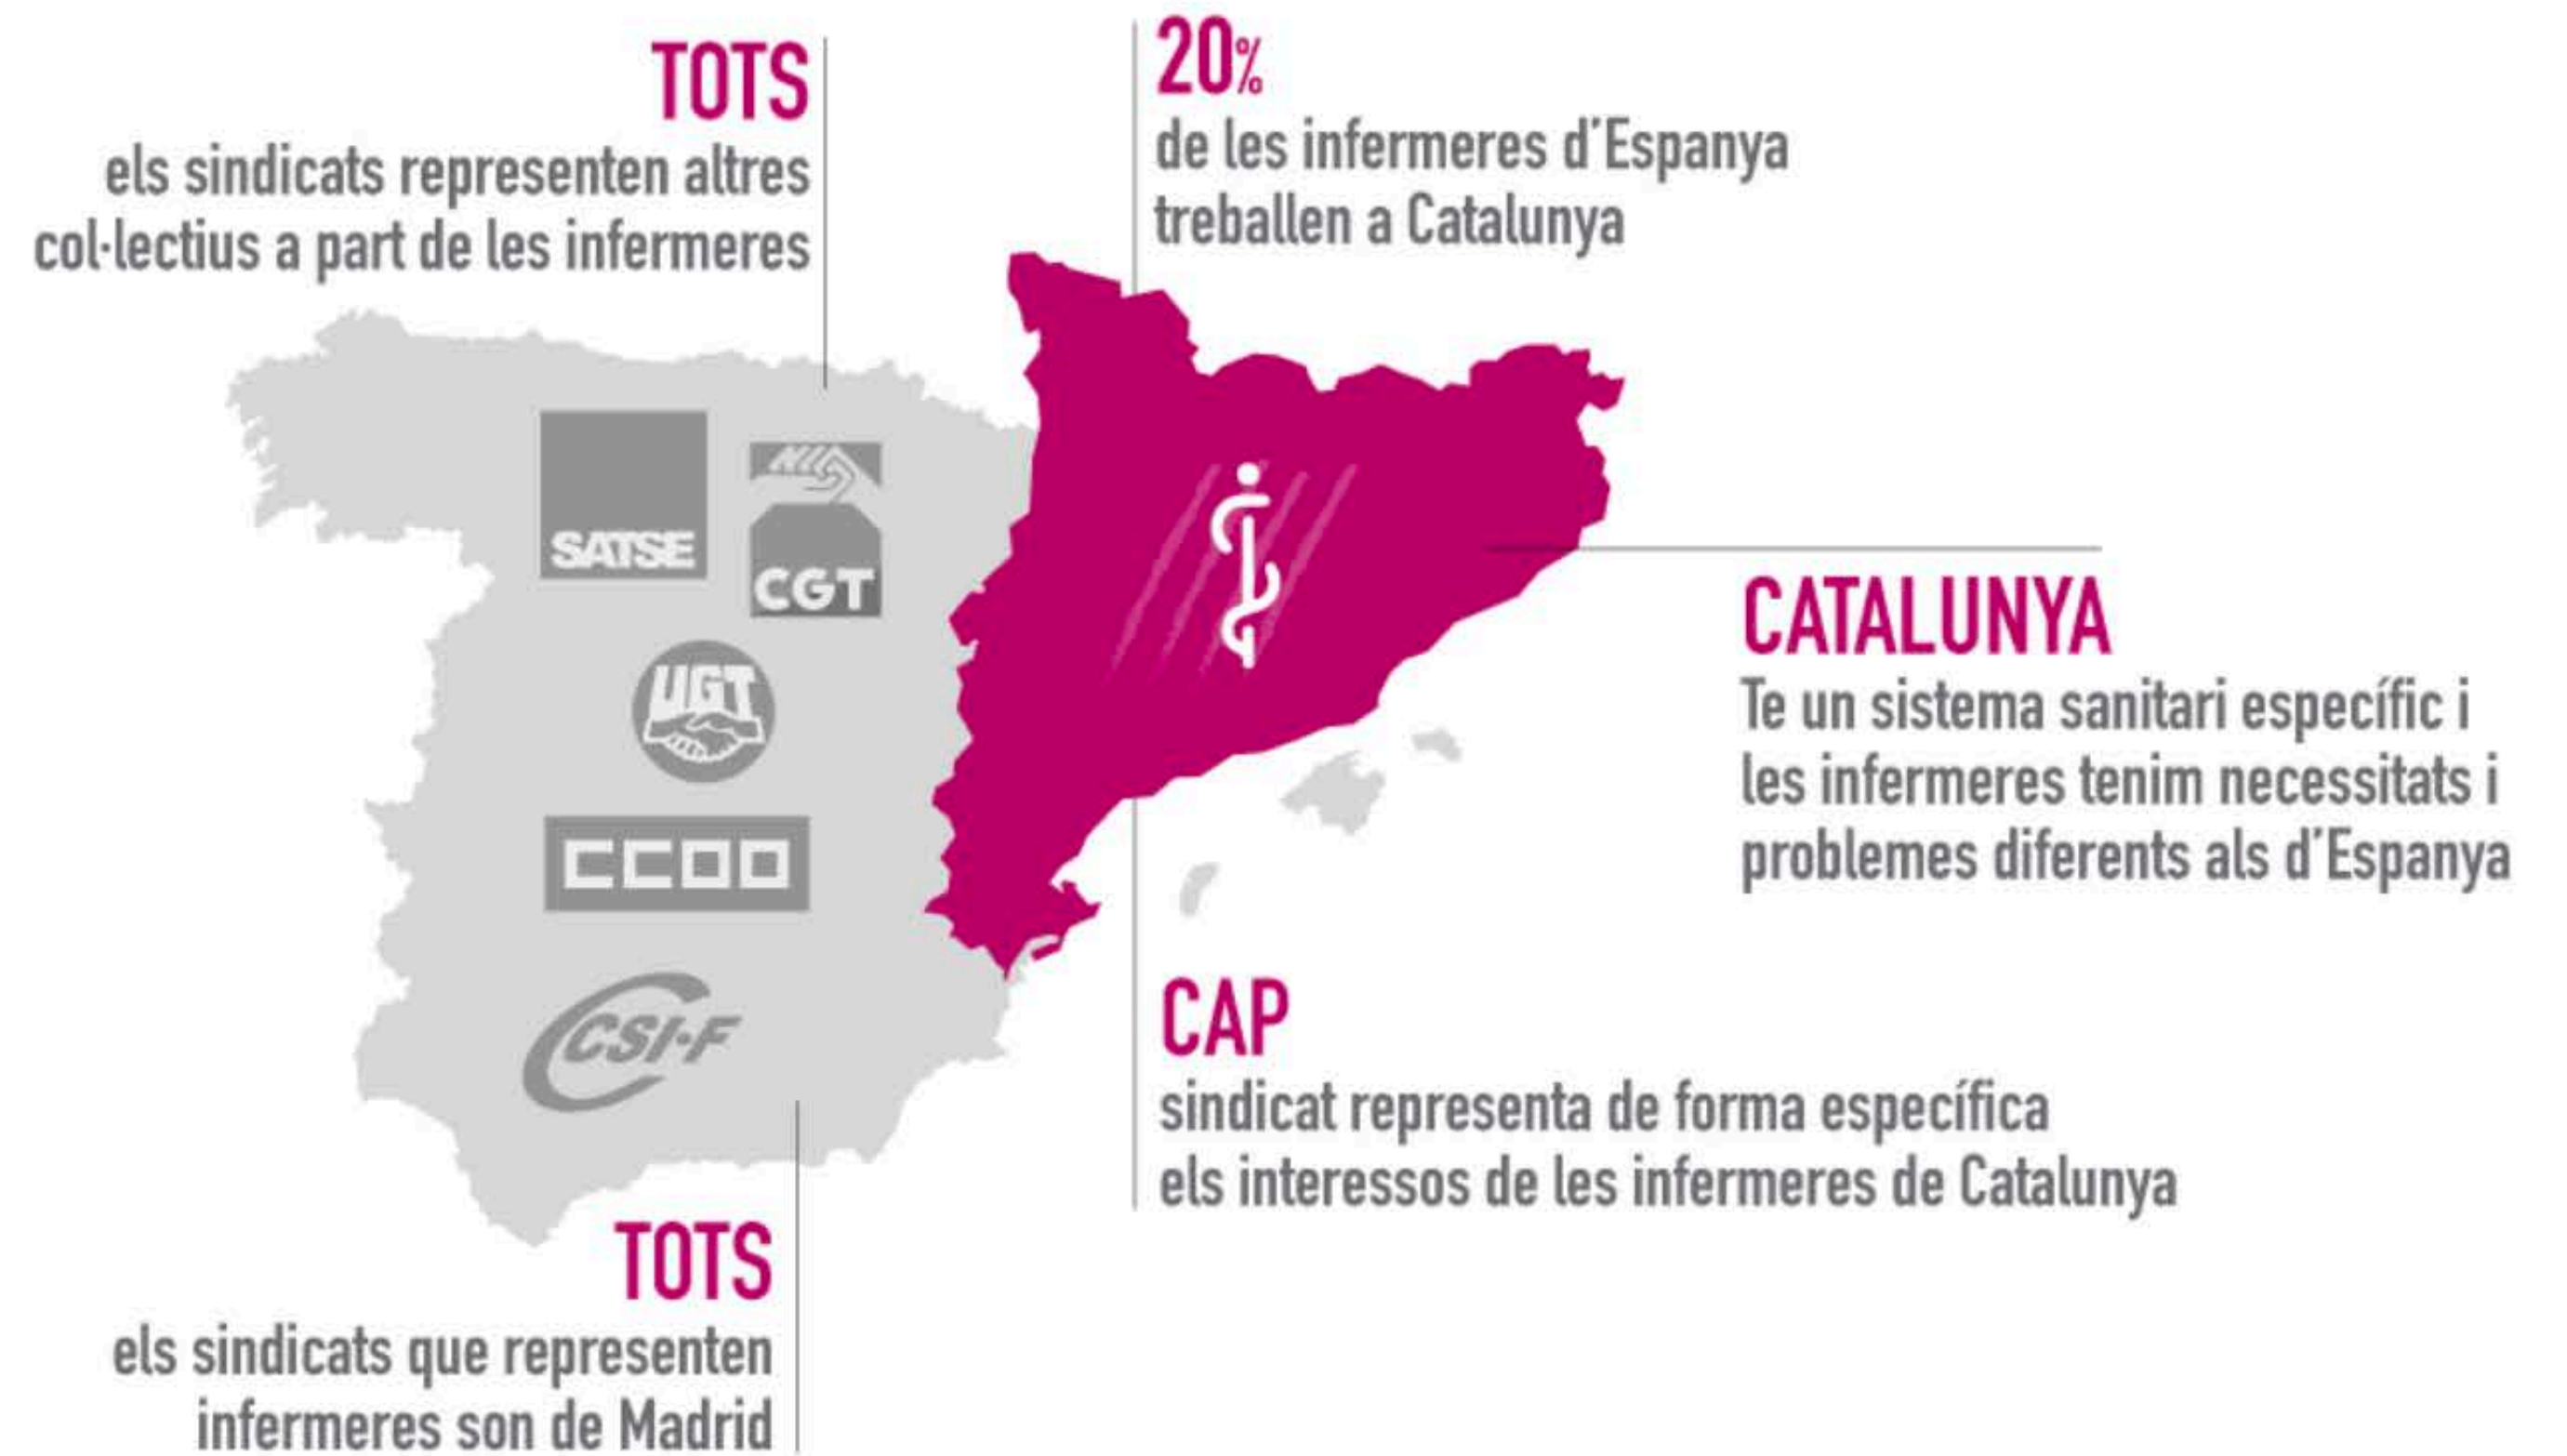 TOTS
els sindicats representen altres
col·lectius a part de les infermeres
20%
de les infermeres d'Espanya
treballen a Catalunya
SATSE
CGT
UGT
CCOO
CSI·F
CATALUNYA
Te un sistema sanitari específic i
les infermeres tenim necessitats i
problemes diferents als d'Espanya
CAP
sindicat representa de forma específica
els interessos de les infermeres de Catalunya
TOTS
els sindicats que representen
infermeres son de Madrid